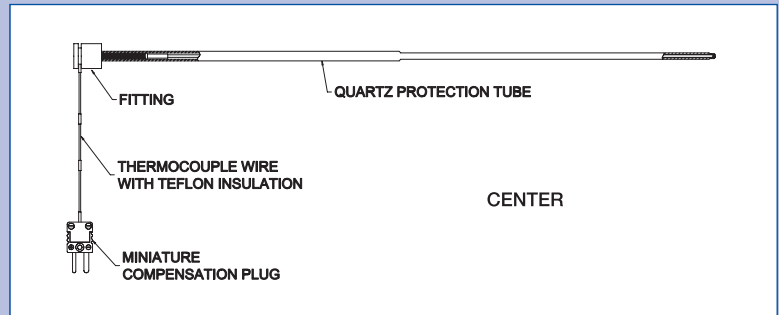 FITTING
QUARTZ PROTECTION TUBE
THERMOCOUPLE WIRE
WITH TEFLON INSULATION
CENTER
MINIATURE
COMPENSATION PLUG